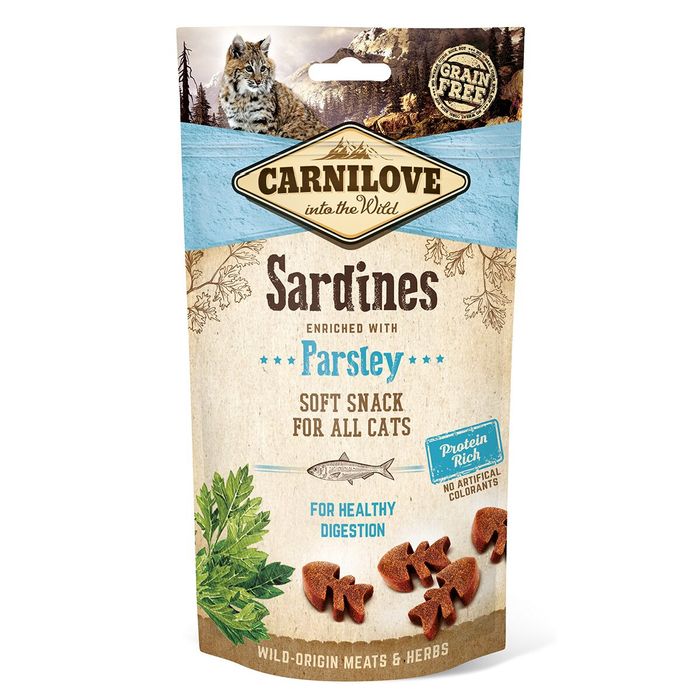 GRAIN
FREE
CARNILOVE
into the Wild
Sardines
ENRICHED WITH
Parsley
SOFT SNACK
FOR ALL CATS
Protein
Rich
NO ARTIFICAL
COLORANTS
FOR HEALTHY
DIGESTION
WILD-ORIGIN MEATS & HERBS